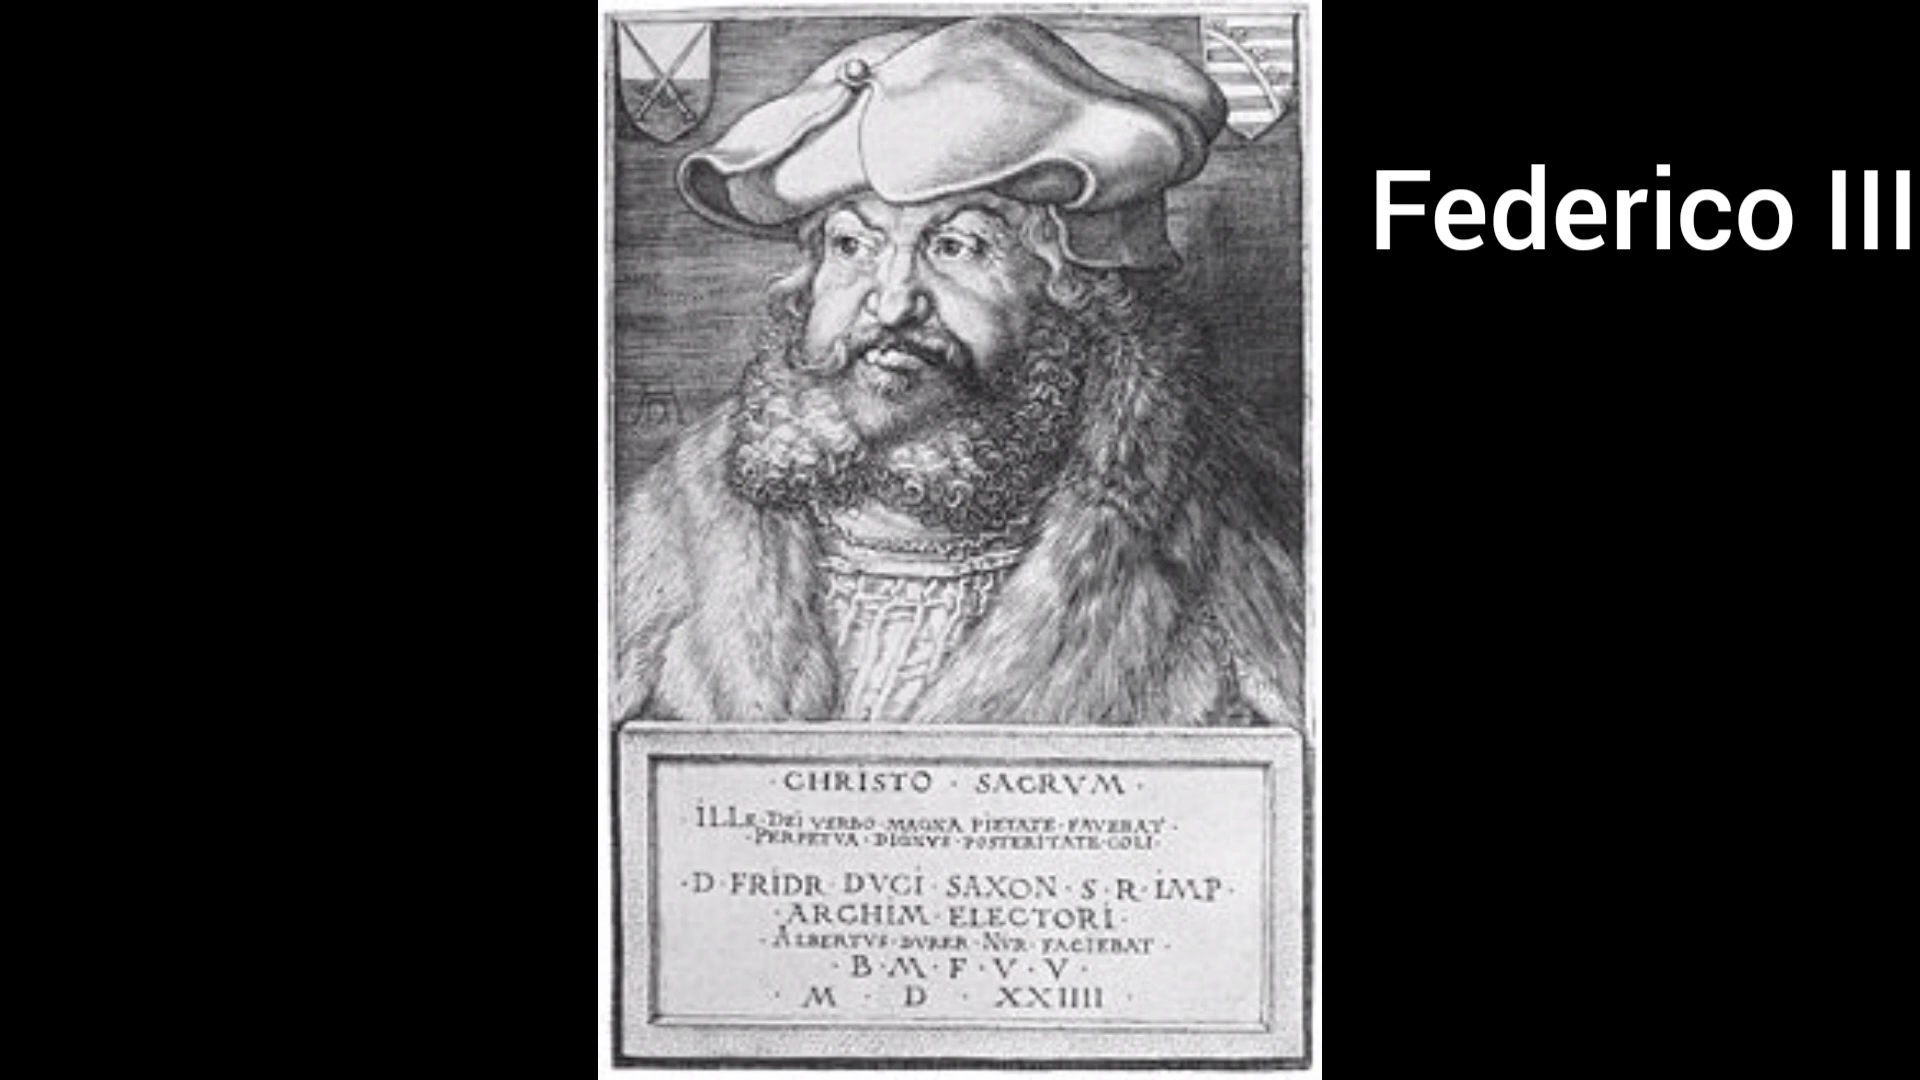 Federico III
·CHRISTO · SACRVM·
·ILLE·DEI VERBO·MAGNA PIETATE·FAVEBAT·
·PERPETVA·DIGNVS·POSTERITATE·COLI·
·D·FRIDR·DVCI·SAXON·S·R·IMP·
·ARCHIM·ELECTORI·
·ALBERTVS·DVRER·NVR·FACIEBAT·
·B·M·F·V·V·
·M·D·XXIIII·